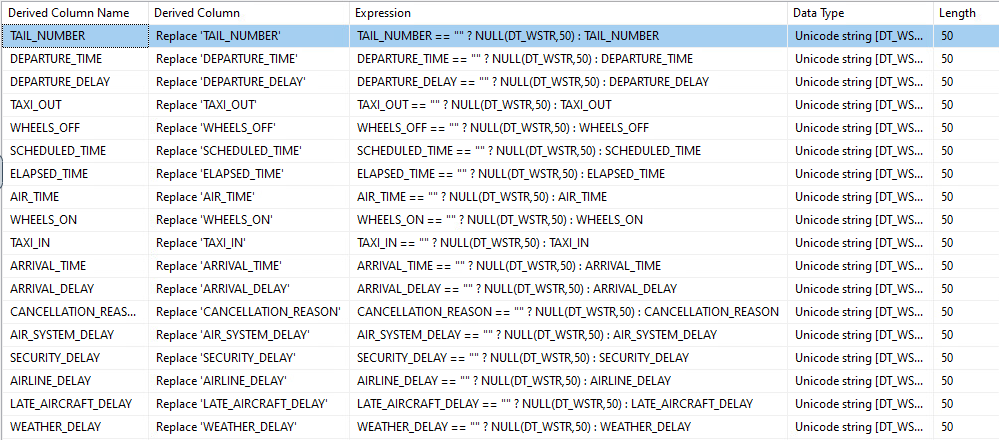 Derived Column Name Derived Column Expression Data Type Length
TAIL_NUMBER Replace 'TAIL_NUMBER' TAIL_NUMBER == "" ? NULL(DT_WSTR,50) : TAIL_NUMBER Unicode string [DT_WS... 50
DEPARTURE_TIME Replace 'DEPARTURE_TIME' DEPARTURE_TIME == "" ? NULL(DT_WSTR,50) : DEPARTURE_TIME Unicode string [DT_WS... 50
DEPARTURE_DELAY Replace 'DEPARTURE_DELAY' DEPARTURE_DELAY == "" ? NULL(DT_WSTR,50) : DEPARTURE_DELAY Unicode string [DT_WS... 50
TAXI_OUT Replace 'TAXI_OUT' TAXI_OUT == "" ? NULL(DT_WSTR,50) : TAXI_OUT Unicode string [DT_WS... 50
WHEELS_OFF Replace 'WHEELS_OFF' WHEELS_OFF == "" ? NULL(DT_WSTR,50) : WHEELS_OFF Unicode string [DT_WS... 50
SCHEDULED_TIME Replace 'SCHEDULED_TIME' SCHEDULED_TIME == "" ? NULL(DT_WSTR,50) : SCHEDULED_TIME Unicode string [DT_WS... 50
ELAPSED_TIME Replace 'ELAPSED_TIME' ELAPSED_TIME == "" ? NULL(DT_WSTR,50) : ELAPSED_TIME Unicode string [DT_WS... 50
AIR_TIME Replace 'AIR_TIME' AIR_TIME == "" ? NULL(DT_WSTR,50) : AIR_TIME Unicode string [DT_WS... 50
WHEELS_ON Replace 'WHEELS_ON' WHEELS_ON == "" ? NULL(DT_WSTR,50) : WHEELS_ON Unicode string [DT_WS... 50
TAXI_IN Replace 'TAXI_IN' TAXI_IN == "" ? NULL(DT_WSTR,50) : TAXI_IN Unicode string [DT_WS... 50
ARRIVAL_TIME Replace 'ARRIVAL_TIME' ARRIVAL_TIME == "" ? NULL(DT_WSTR,50) : ARRIVAL_TIME Unicode string [DT_WS... 50
ARRIVAL_DELAY Replace 'ARRIVAL_DELAY' ARRIVAL_DELAY == "" ? NULL(DT_WSTR,50) : ARRIVAL_DELAY Unicode string [DT_WS... 50
CANCELLATION_REAS... Replace 'CANCELLATION_REASON' CANCELLATION_REASON == "" ? NULL(DT_WSTR,50) : CANCELLATION_REASON Unicode string [DT_WS... 50
AIR_SYSTEM_DELAY Replace 'AIR_SYSTEM_DELAY' AIR_SYSTEM_DELAY == "" ? NULL(DT_WSTR,50) : AIR_SYSTEM_DELAY Unicode string [DT_WS... 50
SECURITY_DELAY Replace 'SECURITY_DELAY' SECURITY_DELAY == "" ? NULL(DT_WSTR,50) : SECURITY_DELAY Unicode string [DT_WS... 50
AIRLINE_DELAY Replace 'AIRLINE_DELAY' AIRLINE_DELAY == "" ? NULL(DT_WSTR,50) : AIRLINE_DELAY Unicode string [DT_WS... 50
LATE_AIRCRAFT_DELAY Replace 'LATE_AIRCRAFT_DELAY' LATE_AIRCRAFT_DELAY == "" ? NULL(DT_WSTR,50) : LATE_AIRCRAFT_DELAY Unicode string [DT_WS... 50
WEATHER_DELAY Replace 'WEATHER_DELAY' WEATHER_DELAY == "" ? NULL(DT_WSTR,50) : WEATHER_DELAY Unicode string [DT_WS... 50